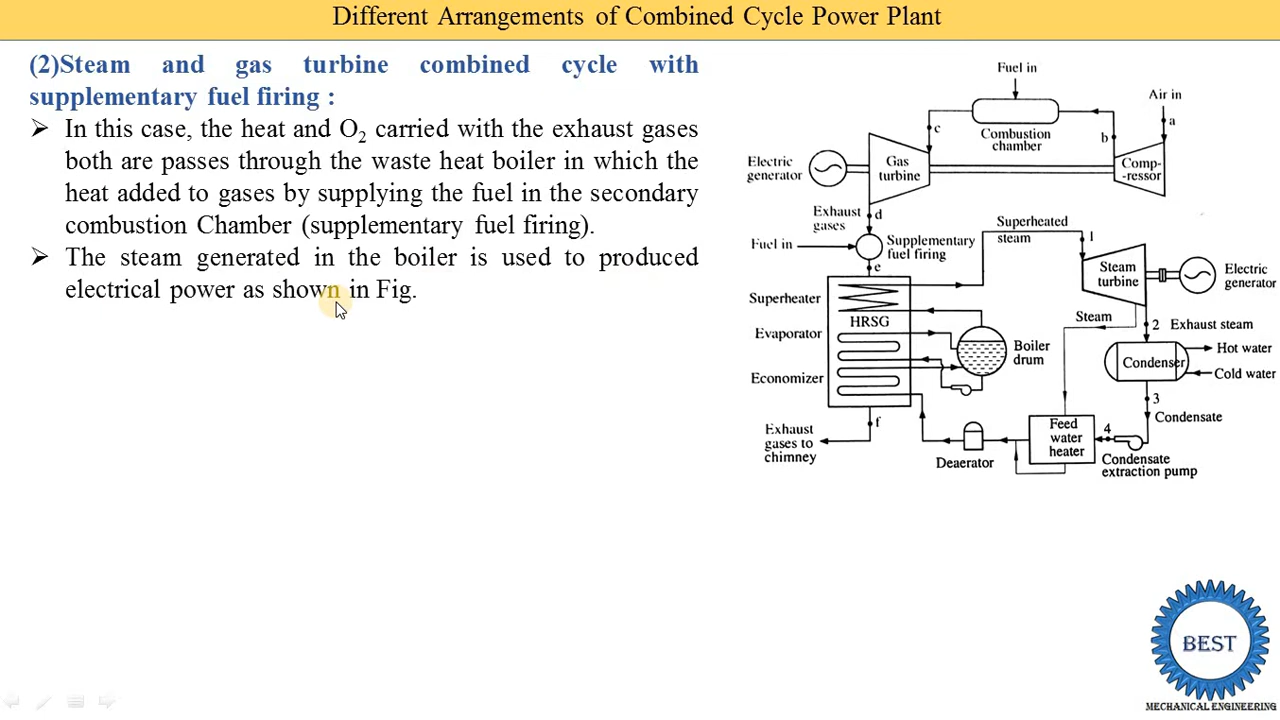 Different Arrangements of Combined Cycle Power Plant
(2)Steam and gas turbine combined cycle with
supplementary fuel firing :
➢ In this case, the heat and O2 carried with the exhaust gases
both are passes through the waste heat boiler in which the
heat added to gases by supplying the fuel in the secondary
combustion Chamber (supplementary fuel firing).
➢ The steam generated in the boiler is used to produced
electrical power as shown in Fig.
Fuel in
Air in
a
c
b
Combustion
chamber
Electric
generator
Gas
turbine
Comp-
-ressor
Exhaust
gases
d
Superheated
steam
1
Fuel in
Supplementary
fuel firing
e
Steam
turbine
Electric
generator
Superheater
HRSG
Steam
2 Exhaust steam
Evaporator
Boiler
drum
Hot water
Condenser
Cold water
Economizer
3
Condensate
f
Exhaust
gases to
chimney
Feed
water
heater
4
Deaerator
Condensate
extraction pump
BEST
MECHANICAL ENGINEERING